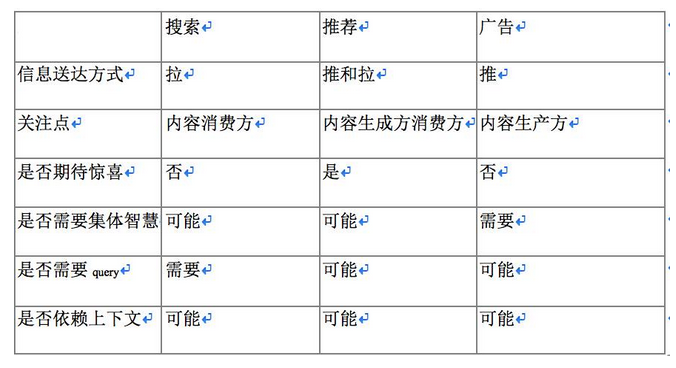 搜索 推荐 广告
信息送达方式 拉 推和拉 推
关注点 内容消费方 内容生成方消费方 内容生产方
是否期待惊喜 否 是 否
是否需要集体智慧 可能 可能 需要
是否需要 query 需要 可能 可能
是否依赖上下文 可能 可能 可能